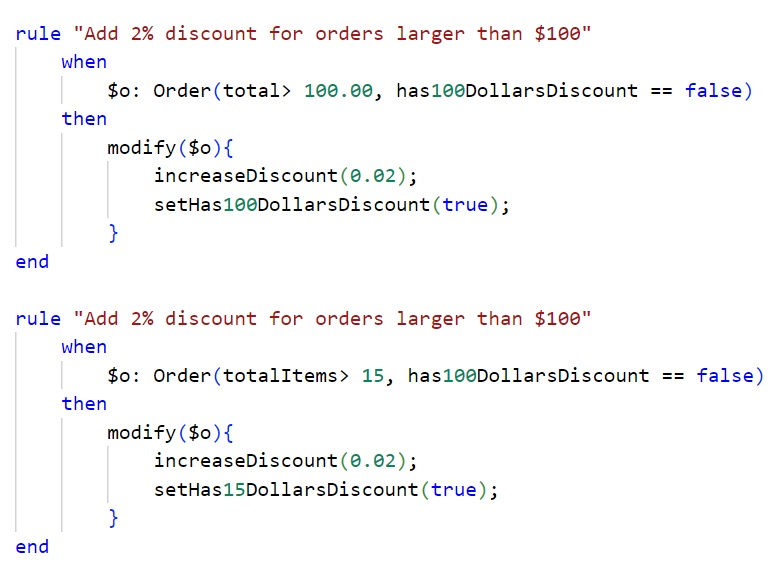 rule "Add 2% discount for orders larger than $100"
when
$o: Order(total> 100.00, has100DollarsDiscount == false)
then
modify($o){
increaseDiscount(0.02);
setHas100DollarsDiscount(true);
}
end
rule "Add 2% discount for orders larger than $100"
when
$o: Order(totalItems> 15, has100DollarsDiscount == false)
then
modify($o){
increaseDiscount(0.02);
setHas15DollarsDiscount(true);
}
end